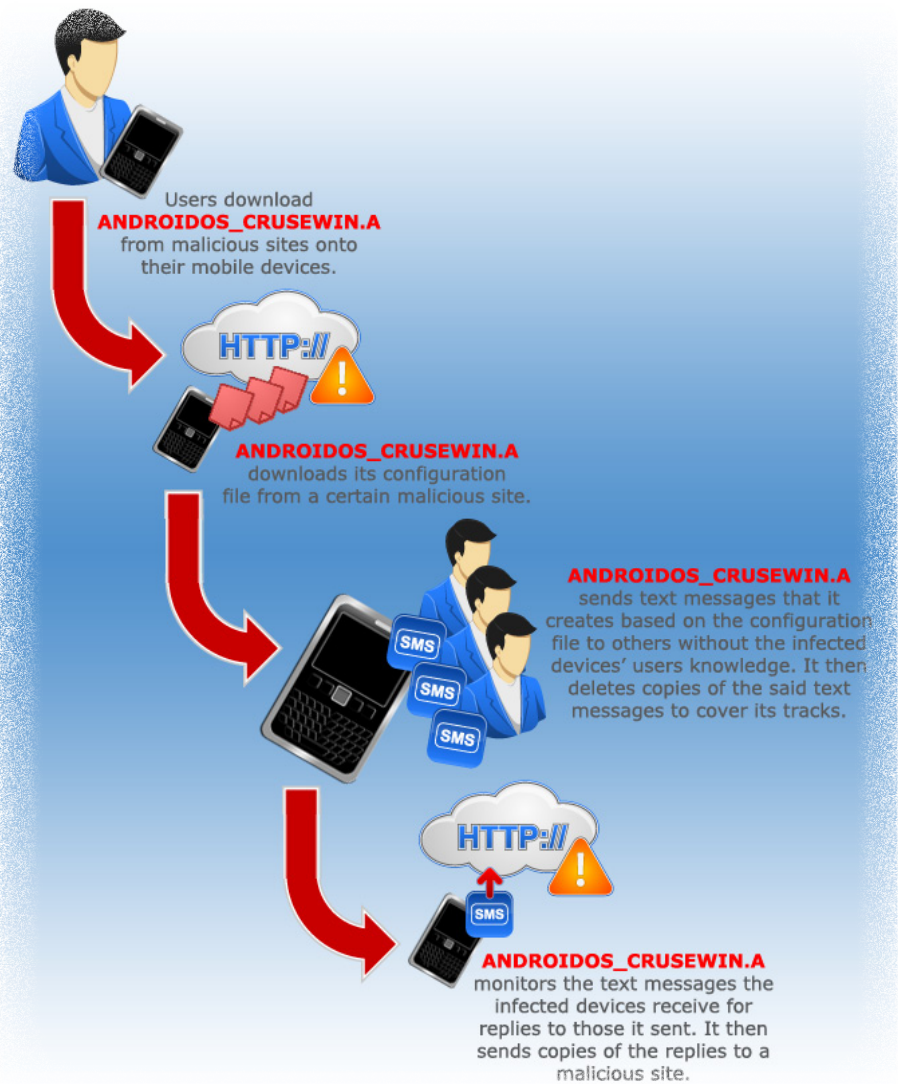 Users download
ANDROIDOS_CRUSEWIN.A
from malicious sites onto
their mobile devices.
HTTP://
!
ANDROIDOS_CRUSEWIN.A
downloads its configuration
file from a certain malicious site.
SMS
SMS
SMS
ANDROIDOS_CRUSEWIN.A
sends text messages that it
creates based on the configuration
file to others without the infected
devices’ users knowledge. It then
deletes copies of the said text
messages to cover its tracks.
HTTP://
!
SMS
ANDROIDOS_CRUSEWIN.A
monitors the text messages the
infected devices receive for
replies to those it sent. It then
sends copies of the replies to a
malicious site.